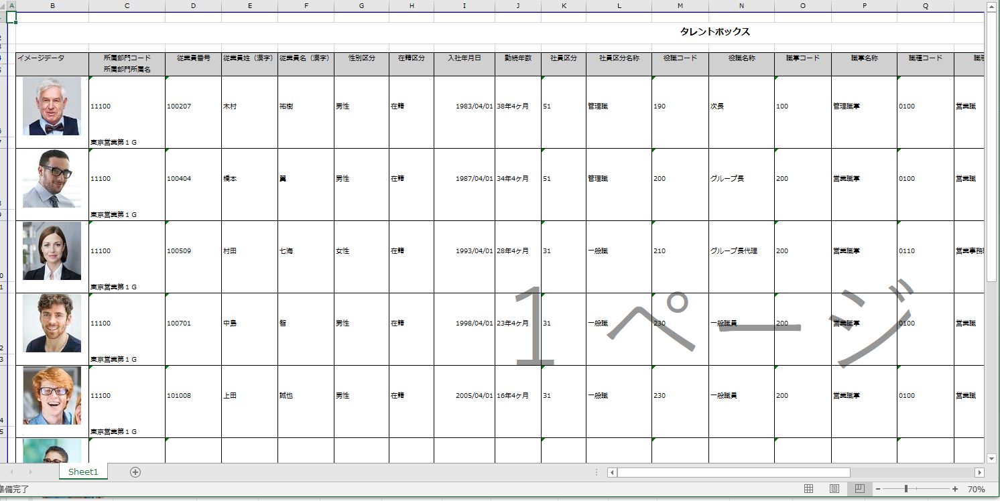 A B C D E F G H I J K L M N O P Q
タレントボックス
イメージデータ 所属部門コード 従業員番号 従業員姓（漢字） 従業員名（漢字） 性別区分 在籍区分 入社年月日 勤続年数 社員区分 社員区分名称 役職コード 役職名称 職掌コード 職掌名称 職種コード
所属部門所属名
11100 100207 木村 祐樹 男性 在籍 1983/04/01 38年4ヶ月 51 管理職 190 次長 100 管理職掌 0100 営業職
東京営業第１Ｇ
11100 100404 橋本 翼 男性 在籍 1987/04/01 34年4ヶ月 51 管理職 200 グループ長 200 営業職掌 0100 営業職
東京営業第１Ｇ
11100 100509 村田 七海 女性 在籍 1993/04/01 28年4ヶ月 31 一般職 210 グループ長代理 200 営業職掌 0110 営業事務
東京営業第１Ｇ
1 ページ
11100 100701 中島 智 男性 在籍 1998/04/01 23年4ヶ月 31 一般職 230 一般職員 200 営業職掌 0100 営業職
東京営業第１Ｇ
11100 101008 上田 誠也 男性 在籍 2005/04/01 16年4ヶ月 31 一般職 230 一般職員 200 営業職掌 0100 営業職
東京営業第１Ｇ
Sheet1
準備完了 70%